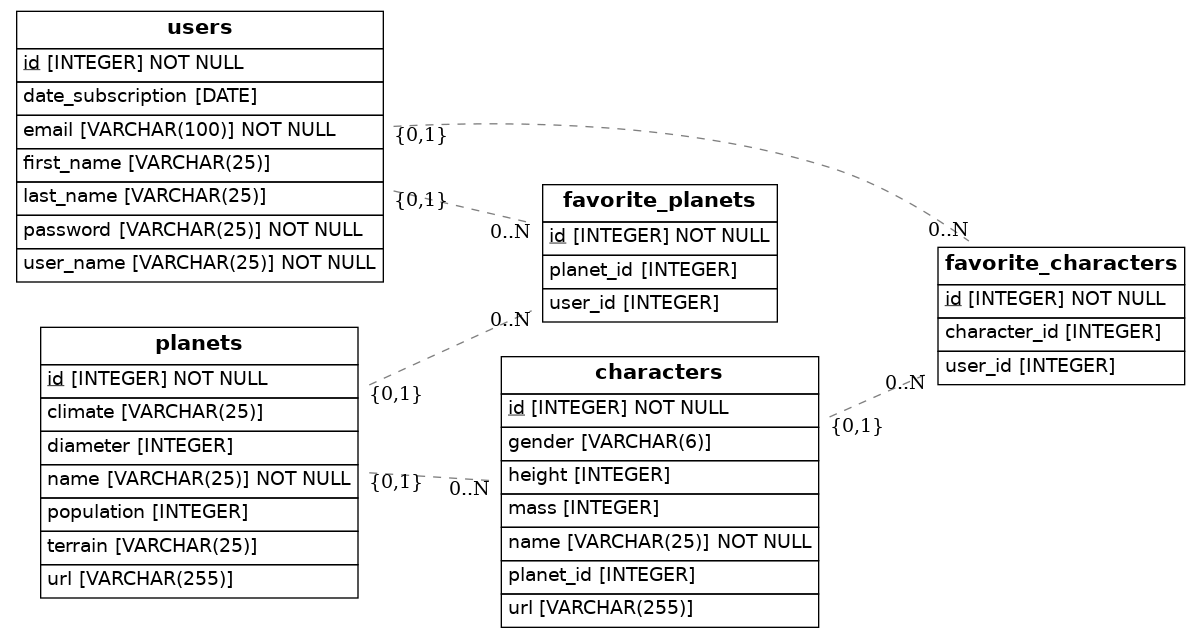 users
id [INTEGER] NOT NULL
date_subscription [DATE]
email [VARCHAR(100)] NOT NULL
first_name [VARCHAR(25)]
last_name [VARCHAR(25)]
password [VARCHAR(25)] NOT NULL
user_name [VARCHAR(25)] NOT NULL
{0,1}
0..N
{0,1}
0..N
favorite_planets
id [INTEGER] NOT NULL
planet_id [INTEGER]
user_id [INTEGER]
favorite_characters
id [INTEGER] NOT NULL
character_id [INTEGER]
user_id [INTEGER]
planets
id [INTEGER] NOT NULL
climate [VARCHAR(25)]
diameter [INTEGER]
name [VARCHAR(25)] NOT NULL
population [INTEGER]
terrain [VARCHAR(25)]
url [VARCHAR(255)]
0..N
{0,1}
{0,1}
0..N
characters
id [INTEGER] NOT NULL
gender [VARCHAR(6)]
height [INTEGER]
mass [INTEGER]
name [VARCHAR(25)] NOT NULL
planet_id [INTEGER]
url [VARCHAR(255)]
0..N
{0,1}